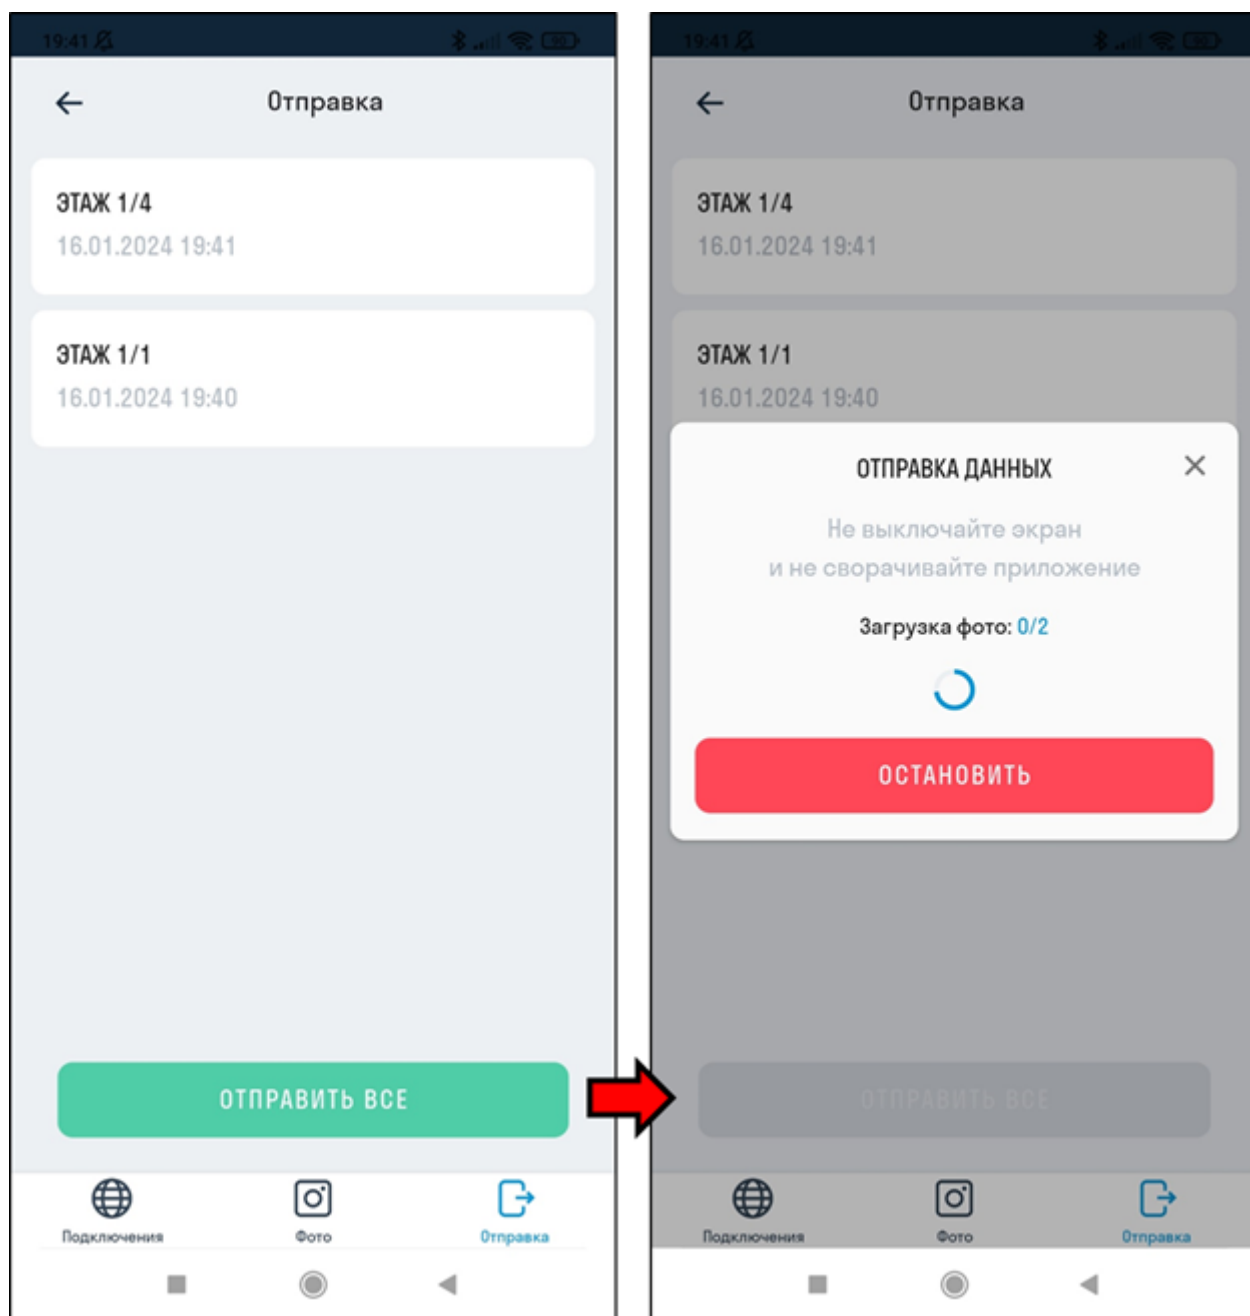 19:41
90
Отправка
ЭТАЖ 1/4
16.01.2024 19:41
ЭТАЖ 1/1
16.01.2024 19:40
ОТПРАВИТЬ ВСЕ
Подключения
Фото
Отправка
19:41
90
Отправка
ЭТАЖ 1/4
16.01.2024 19:41
ЭТАЖ 1/1
16.01.2024 19:40
ОТПРАВКА ДАННЫХ
Не выключайте экран
и не сворачивайте приложение
Загрузка фото: 0/2
ОСТАНОВИТЬ
ОТПРАВИТЬ ВСЕ
Подключения
Фото
Отправка